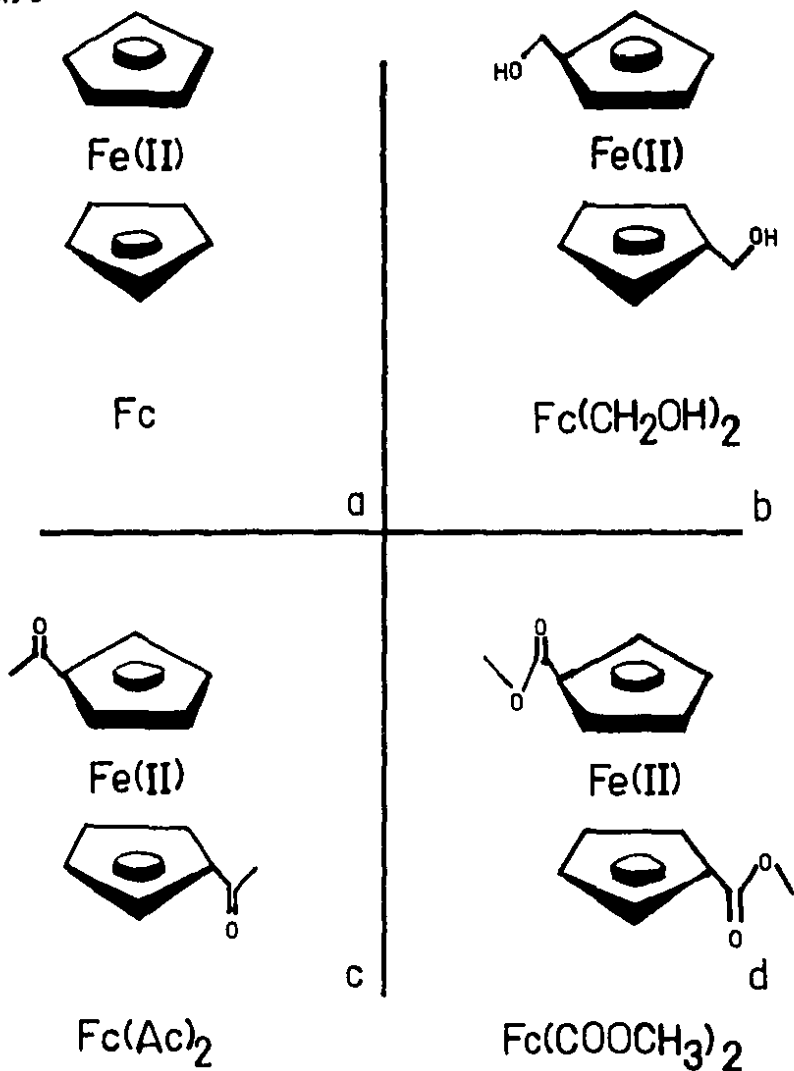 Fe(II)
Fc
a
HO
Fe(II)
OH
Fc(CH₂OH)₂
b
O
Fe(II)
O
c
Fc(Ac)₂
O
O
Fe(II)
O
O
d
Fc(COOCH₃)₂